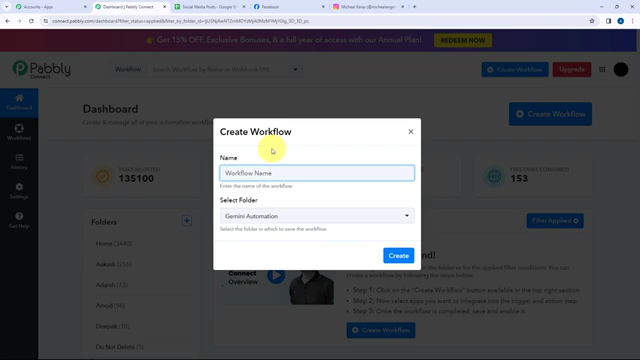 Accounts - Apps
Dashboard | Pabbly Connect
Social Media Posts - Google S
Facebook
Get 15% OFF, Exclusive Bonuses, & a full year of access with our Annual Plan!
REDEEM NOW
Pabbly
Connect
Workflow
Search Workflow by Name or Webhook URL
Create Workflow
Upgrade
Dashboard
Workflows
History
Settings
Get Help
Dashboard
Create & manage all of your automation workflow
Create Workflow
135100
153
Folders
Home (2440)
Aakash
Adarsh
Deepak
Do Not Delete
Filter Applied
Create Workflow
×
Name
Workflow Name
Enter the name of the workflow.
Select Folder
Gemini Automation
Select the folder in which to save the workflow.
Create
Connect
Overview
Step 1: Click on the "Create Workflow" button available in the top right section.
Step 2: Now select apps you want to integrate into the trigger and action step.
Step 3: Once the workflow is completed, save and enable it.
Create Workflow